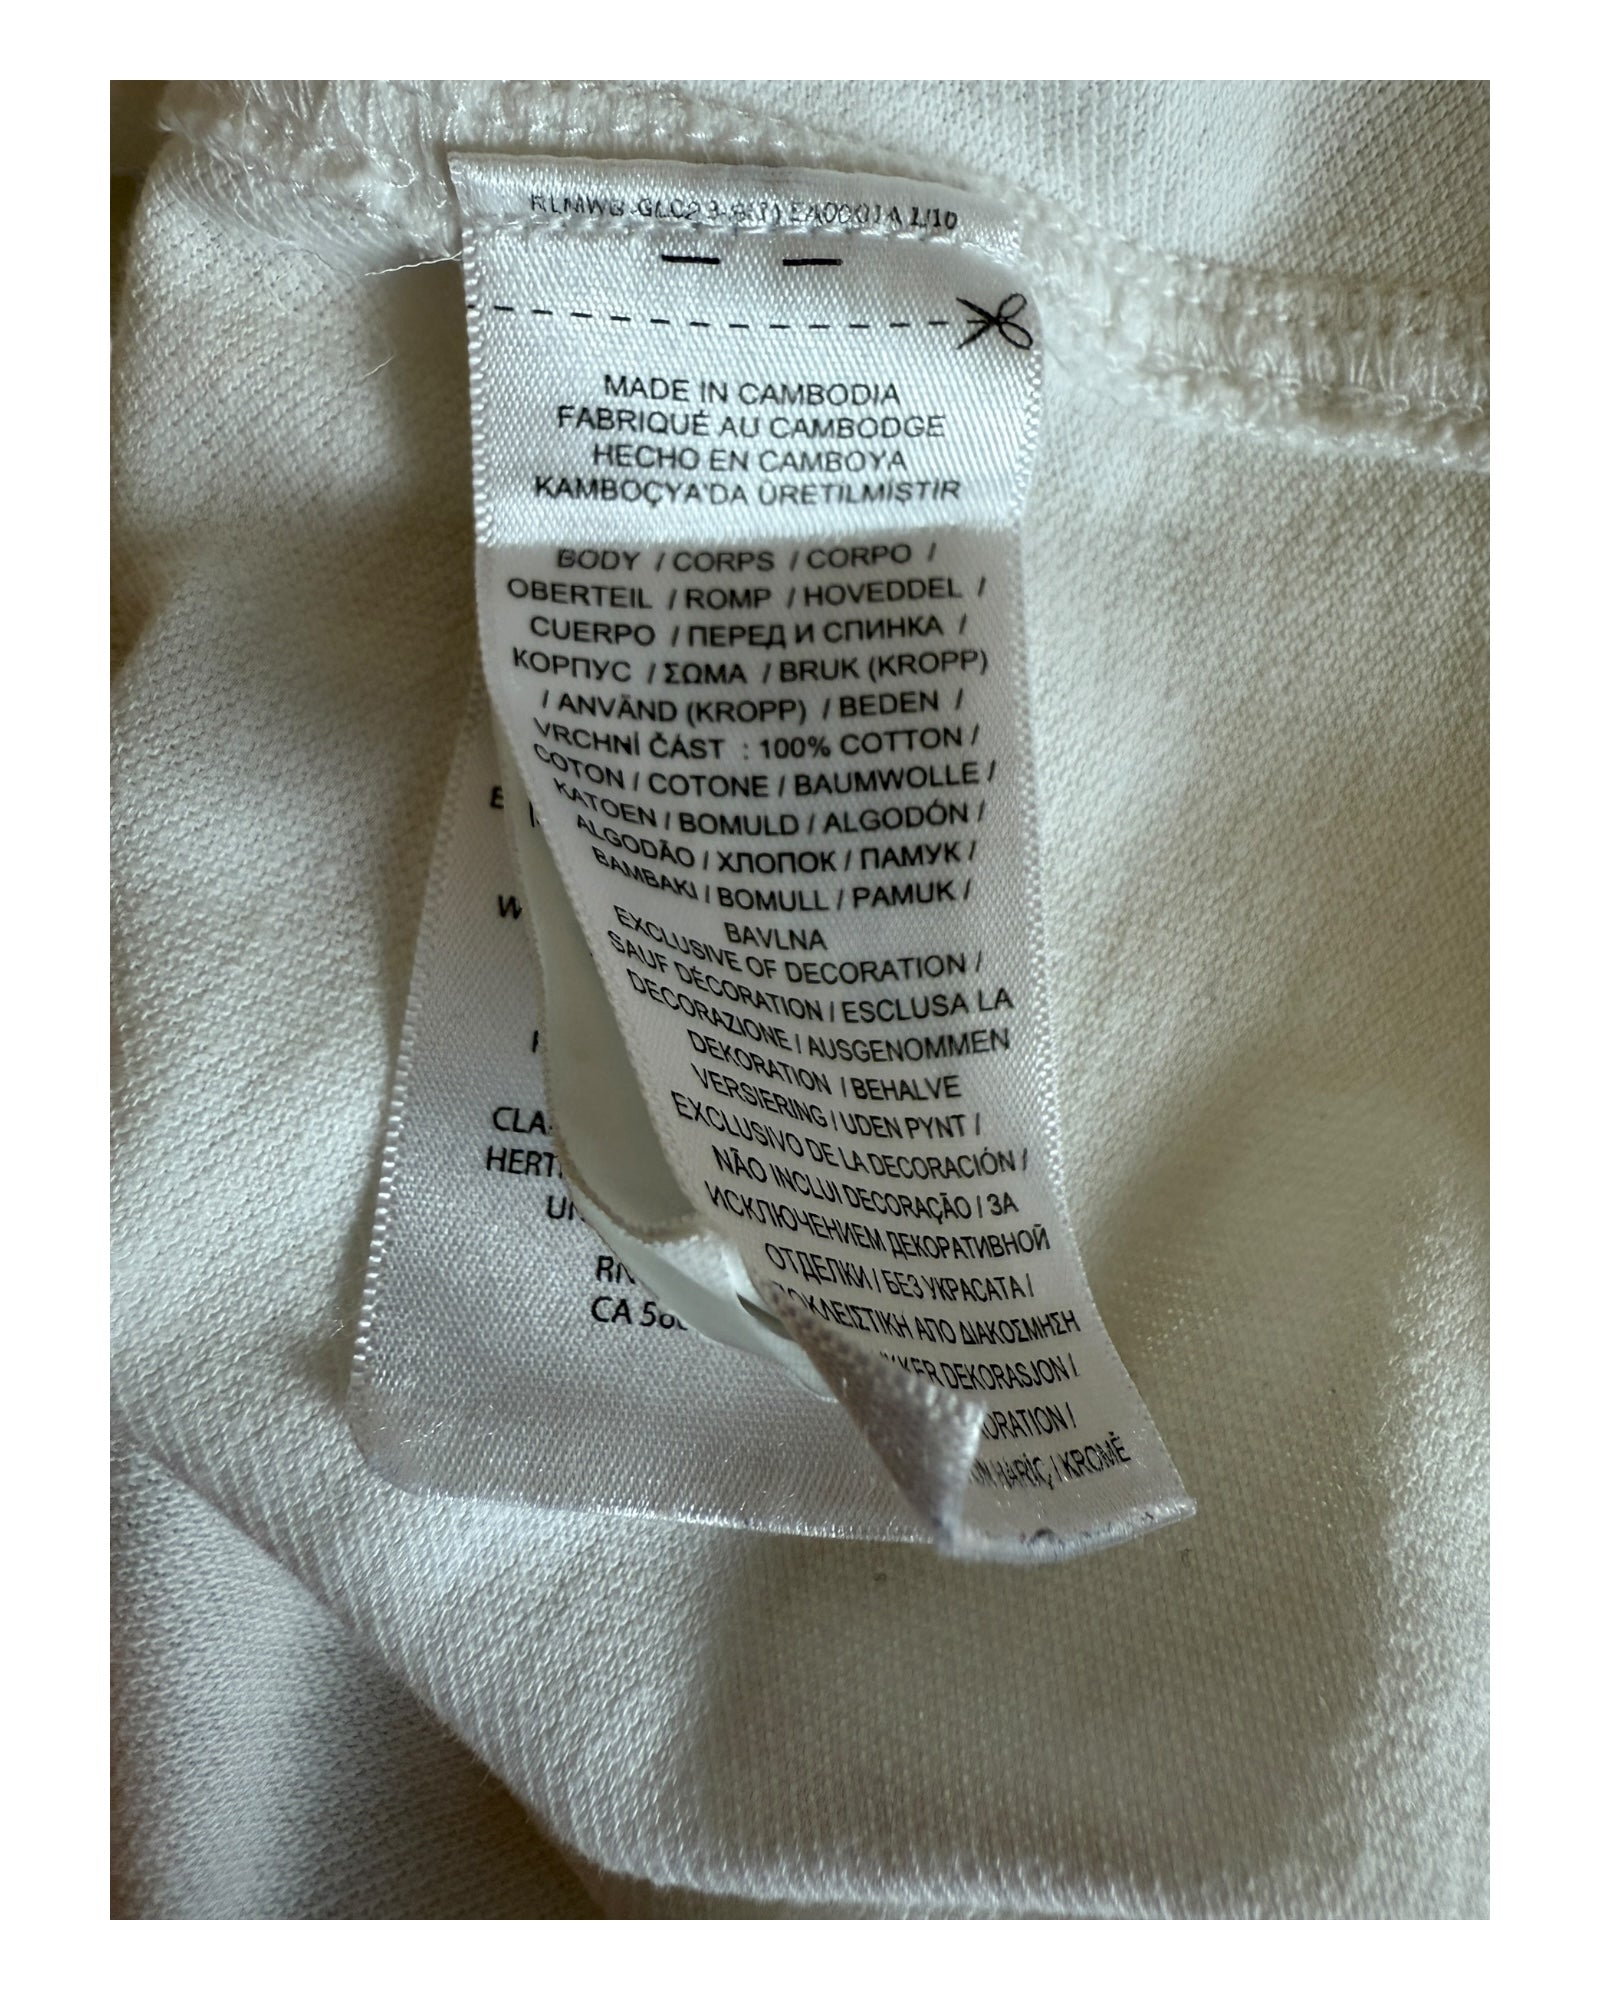 MADE IN CAMBODIA
FABRIQUÉ AU CAMBODGE
HECHO EN CAMBOYA
KAMBOÇYA'DA ÜRETILMIŞTIR
BODY / CORPS / CORPO /
OBERTEIL / ROMP / HOVEDDEL /
CUERPO / ПЕРЕД И СПИНКА /
КОРПУС / ΣΩΜΑ / BRUK (KROPP)
/ ANVÄND (KROPP) / BEDEN /
VRCHNÍ ČÁST : 100% COTTON /
COTON / COTONE / BAUMWOLLE /
KATOEN / BOMULD / ALGODÓN /
ALGODÃO / ХЛОПОК / ПАМУК /
BAMBAKI / BOMULL / PAMUK /
BAVLNA
EXCLUSIVE OF DECORATION /
SAUF DÉCORATION / ESCLUSA LA
DECORAZIONE / AUSGENOMMEN
DEKORATION / BEHALVE
VERSIERING / UDEN PYNT /
EXCLUSIVO DE LA DECORACIÓN /
NÃO INCLUI DECORAÇÃO / ЗА
ИСКЛЮЧЕНИЕМ ДЕКОРАТИВНОЙ
ОТДЕЛКИ / БЕЗ УКРАСАТА /
ΑΠΟ ΔΙΑΚΟΣΜΗΣΗ
DEKORASJON /
HARİÇ / KROMĚ
CA